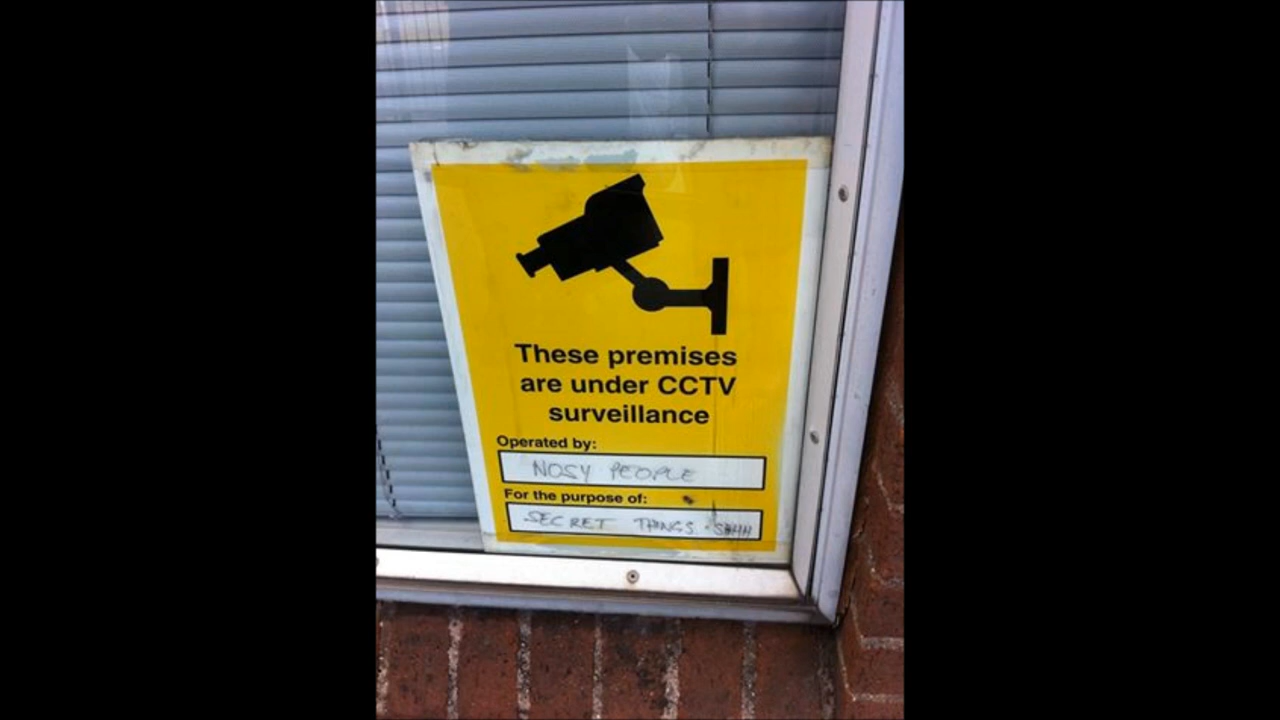 These premises
are under CCTV
surveillance
Operated by:
NOSY PEOPLE
For the purpose of:
SECRET THINGS. SHHH